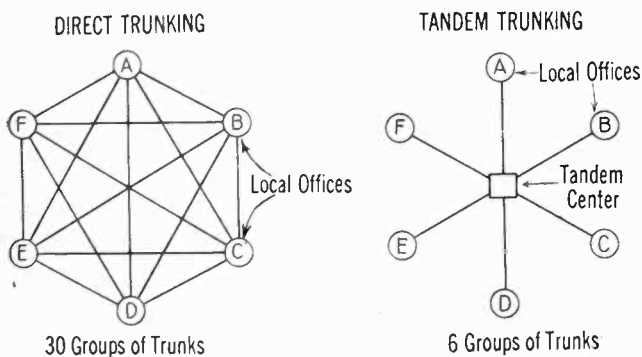 DIRECT TRUNKING
A
B
C
D
E
F
Local Offices
30 Groups of Trunks
TANDEM TRUNKING
A
Local Offices
B
F
Tandem
Center
E
C
D
6 Groups of Trunks